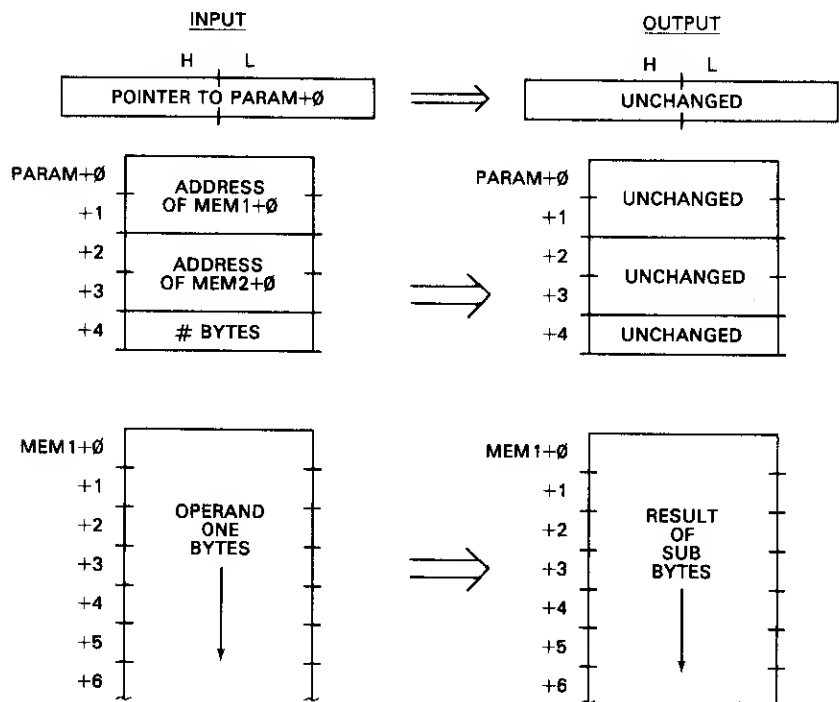 INPUT
H L
POINTER TO PARAM+Ø
PARAM+Ø
+1
+2
+3
+4
ADDRESS
OF MEM1+Ø
ADDRESS
OF MEM2+Ø
# BYTES
MEM1+Ø
+1
+2
+3
+4
+5
+6
OPERAND
ONE
BYTES
OUTPUT
H L
UNCHANGED
PARAM+Ø
+1
+2
+3
+4
UNCHANGED
UNCHANGED
UNCHANGED
MEM1+Ø
+1
+2
+3
+4
+5
+6
RESULT
OF
SUB
BYTES